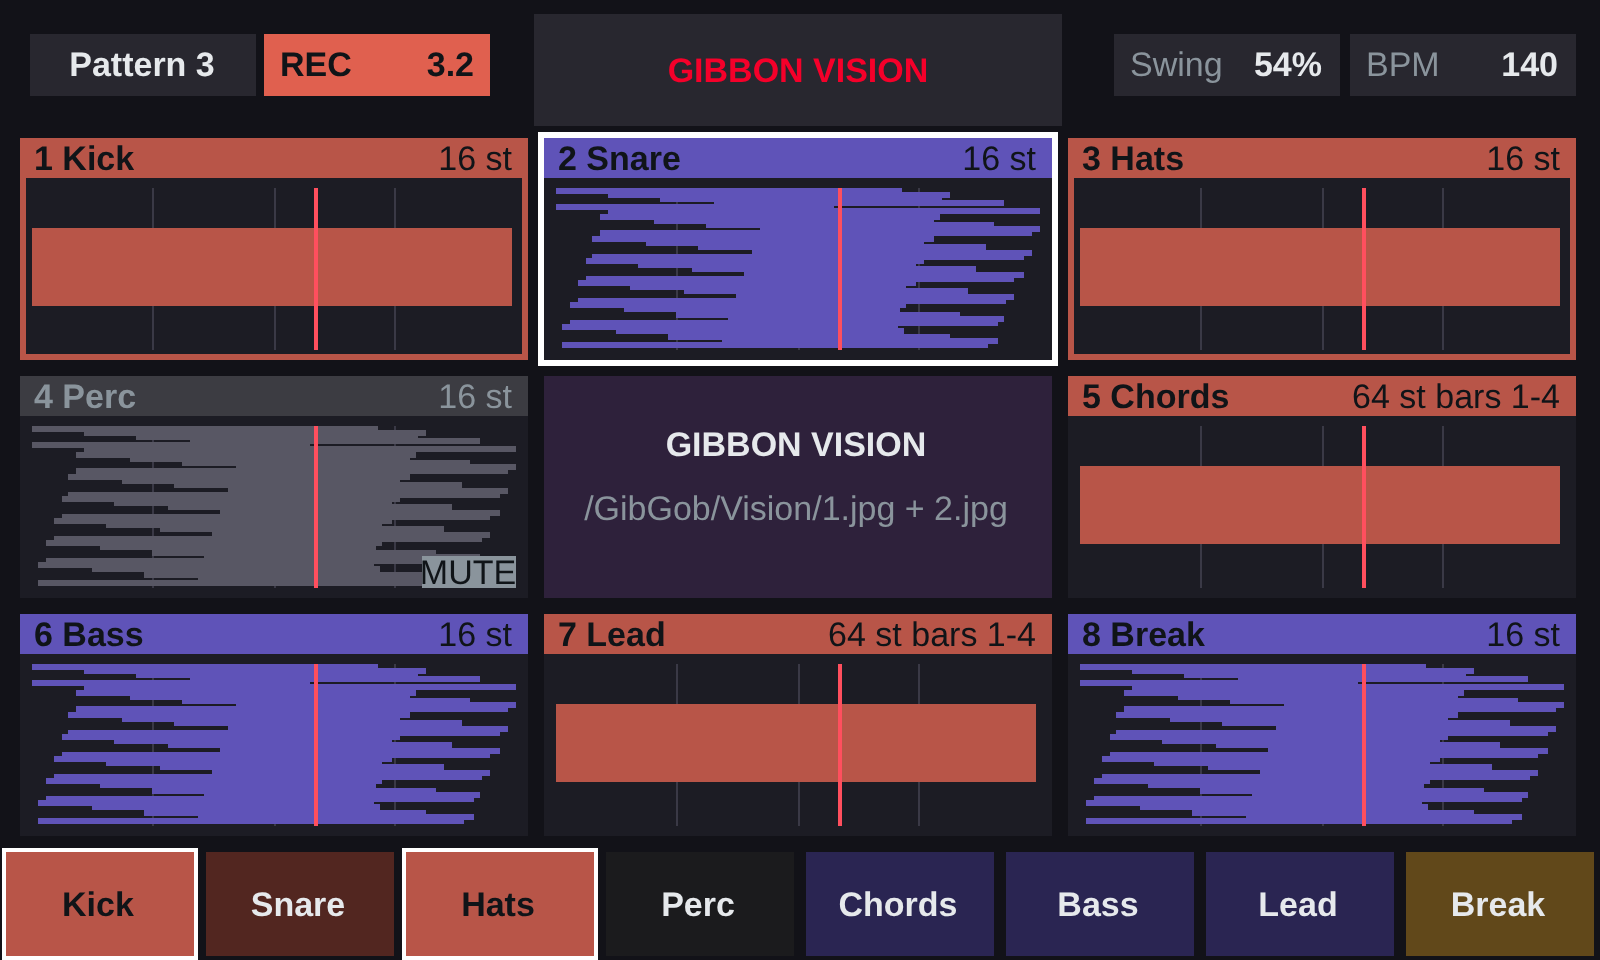 Pattern 3
REC 3.2
GIBBON VISION
Swing 54%
BPM 140
1 Kick 16 st
2 Snare 16 st
3 Hats 16 st
4 Perc 16 st
MUTE
GIBBON VISION
/GibGob/Vision/1.jpg + 2.jpg
5 Chords 64 st bars 1-4
6 Bass 16 st
7 Lead 64 st bars 1-4
8 Break 16 st
Kick
Snare
Hats
Perc
Chords
Bass
Lead
Break